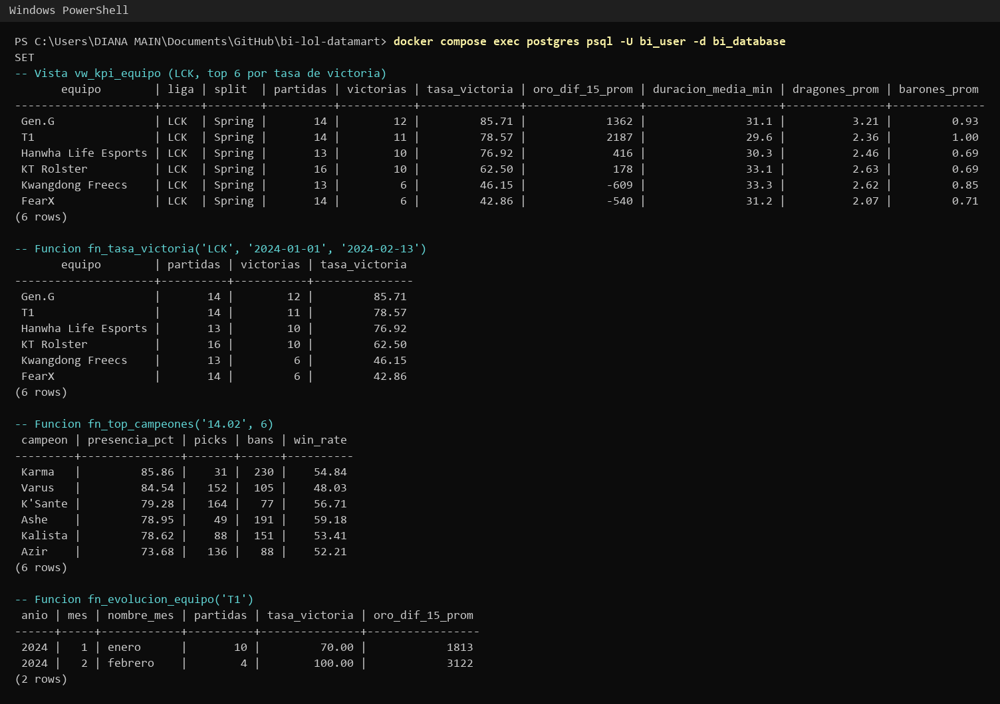 Windows PowerShell
PS C:\Users\DIANA MAIN\Documents\GitHub\bi-lol-datamart> docker compose exec postgres psql -U bi_user -d bi_database
SET
-- Vista vw_kpi_equipo (LCK, top 6 por tasa de victoria)
       equipo        | liga | split  | partidas | victorias | tasa_victoria | oro_dif_15_prom | duracion_media_min | dragones_prom | barones_prom
---------------------+------+--------+----------+-----------+---------------+-----------------+--------------------+---------------+--------------
 Gen.G               | LCK  | Spring |       14 |        12 |         85.71 |            1362 |               31.1 |          3.21 |         0.93
 T1                  | LCK  | Spring |       14 |        11 |         78.57 |            2187 |               29.6 |          2.36 |         1.00
 Hanwha Life Esports | LCK  | Spring |       13 |        10 |         76.92 |             416 |               30.3 |          2.46 |         0.69
 KT Rolster          | LCK  | Spring |       16 |        10 |         62.50 |             178 |               33.1 |          2.63 |         0.69
 Kwangdong Freecs    | LCK  | Spring |       13 |         6 |         46.15 |            -609 |               33.3 |          2.62 |         0.85
 FearX               | LCK  | Spring |       14 |         6 |         42.86 |            -540 |               31.2 |          2.07 |         0.71
(6 rows)

-- Funcion fn_tasa_victoria('LCK', '2024-01-01', '2024-02-13')
       equipo        | partidas | victorias | tasa_victoria
---------------------+----------+-----------+---------------
 Gen.G               |       14 |        12 |         85.71
 T1                  |       14 |        11 |         78.57
 Hanwha Life Esports |       13 |        10 |         76.92
 KT Rolster          |       16 |        10 |         62.50
 Kwangdong Freecs    |       13 |         6 |         46.15
 FearX               |       14 |         6 |         42.86
(6 rows)

-- Funcion fn_top_campeones('14.02', 6)
 campeon | presencia_pct | picks | bans | win_rate
---------+---------------+-------+------+----------
 Karma   |         85.86 |    31 |  230 |    54.84
 Varus   |         84.54 |   152 |  105 |    48.03
 K'Sante |         79.28 |   164 |   77 |    56.71
 Ashe    |         78.95 |    49 |  191 |    59.18
 Kalista |         78.62 |    88 |  151 |    53.41
 Azir    |         73.68 |   136 |   88 |    52.21
(6 rows)

-- Funcion fn_evolucion_equipo('T1')
 anio | mes | nombre_mes | partidas | tasa_victoria | oro_dif_15_prom
------+-----+------------+----------+---------------+-----------------
 2024 |   1 | enero      |       10 |         70.00 |            1813
 2024 |   2 | febrero    |        4 |        100.00 |            3122
(2 rows)